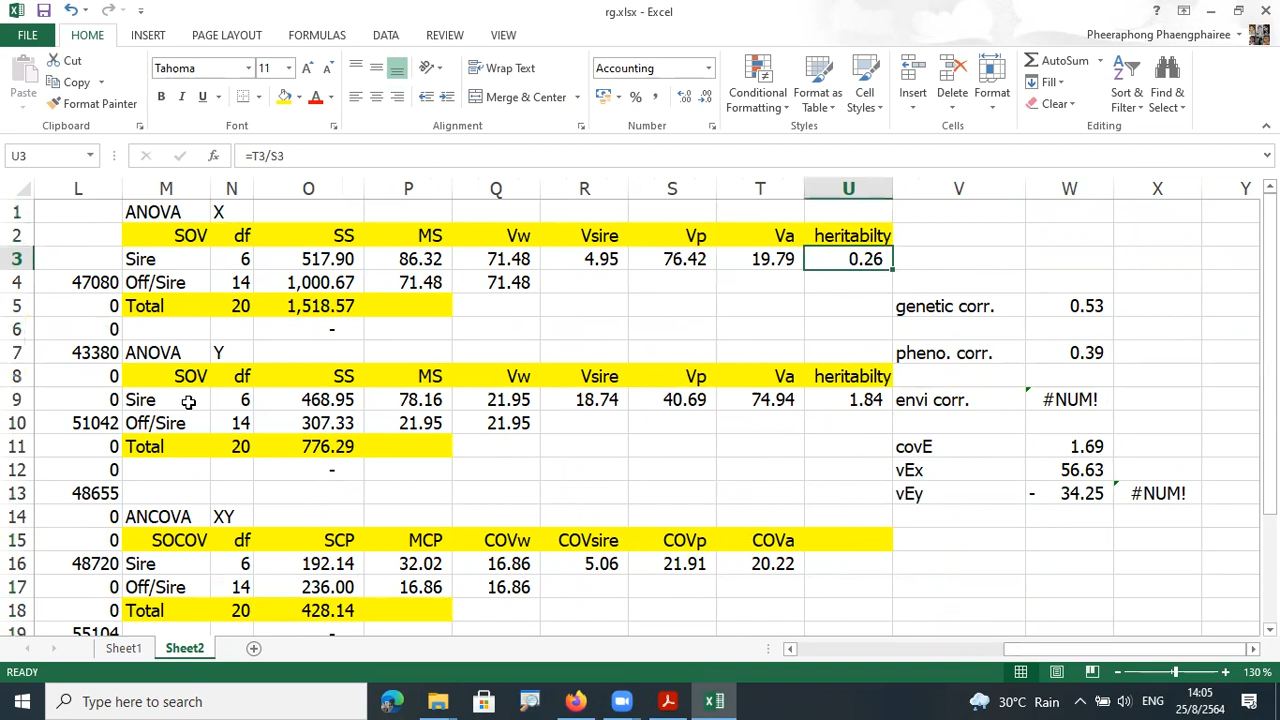 rg.xlsx - Excel
FILE HOME INSERT PAGE LAYOUT FORMULAS DATA REVIEW VIEW Pheeraphong Phaengphairee
Paste Cut Copy Format Painter Clipboard
Tahoma 11 B I U A Font
Wrap Text Merge & Center Alignment
Accounting % Number
Conditional Formatting Format as Table Cell Styles Styles
Insert Delete Format Cells
AutoSum Fill Clear Sort & Filter Find & Select Editing
U3 fx =T3/S3
L M N O P Q R S T U V W X Y
1 ANOVA X
2 SOV df SS MS Vw Vsire Vp Va heritabilty
3 Sire 6 517.90 86.32 71.48 4.95 76.42 19.79 0.26
4 47080 Off/Sire 14 1,000.67 71.48 71.48
5 0 Total 20 1,518.57 genetic corr. 0.53
6 0 -
7 43380 ANOVA Y pheno. corr. 0.39
8 0 SOV df SS MS Vw Vsire Vp Va heritabilty
9 0 Sire 6 468.95 78.16 21.95 18.74 40.69 74.94 1.84 envi corr. #NUM!
10 51042 Off/Sire 14 307.33 21.95 21.95
11 0 Total 20 776.29 covE 1.69
12 0 - vEx 56.63
13 48655 vEy - 34.25 #NUM!
14 0 ANCOVA XY
15 0 SOCOV df SCP MCP COVw COVsire COVp COVa
16 48720 Sire 6 192.14 32.02 16.86 5.06 21.91 20.22
17 0 Off/Sire 14 236.00 16.86 16.86
18 0 Total 20 428.14
19 55104 -
Sheet1 Sheet2
READY 130 %
Type here to search 30°C Rain ENG 14:05
25/8/2564